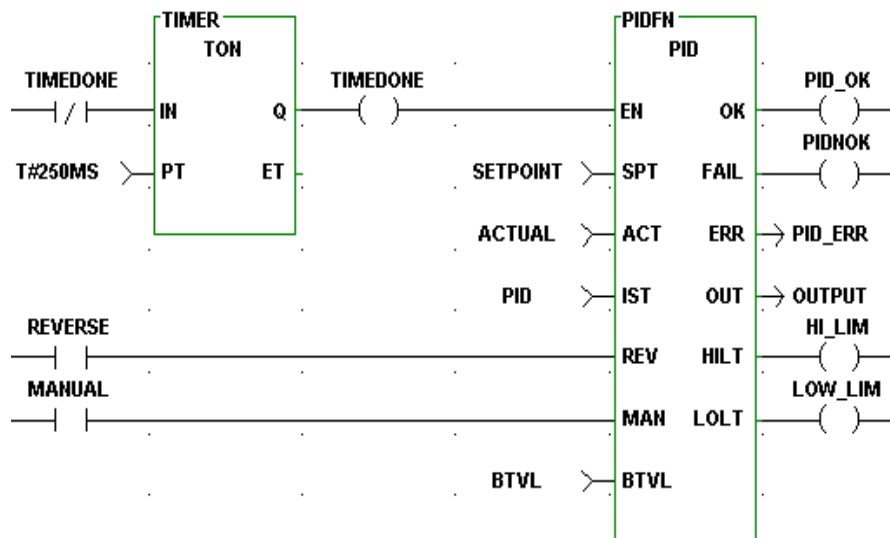 TIMER
PIDFN
TON
PID
TIMEDONE
TIMEDONE
PID_OK
IN
Q
EN
OK
PIDNOK
T#250MS
PT
ET
SETPOINT
SPT
FAIL
ACTUAL
ACT
ERR
PID_ERR
PID
IST
OUT
OUTPUT
REVERSE
HI_LIM
REV
HILT
MANUAL
LOW_LIM
MAN
LOLT
BTVL
BTVL